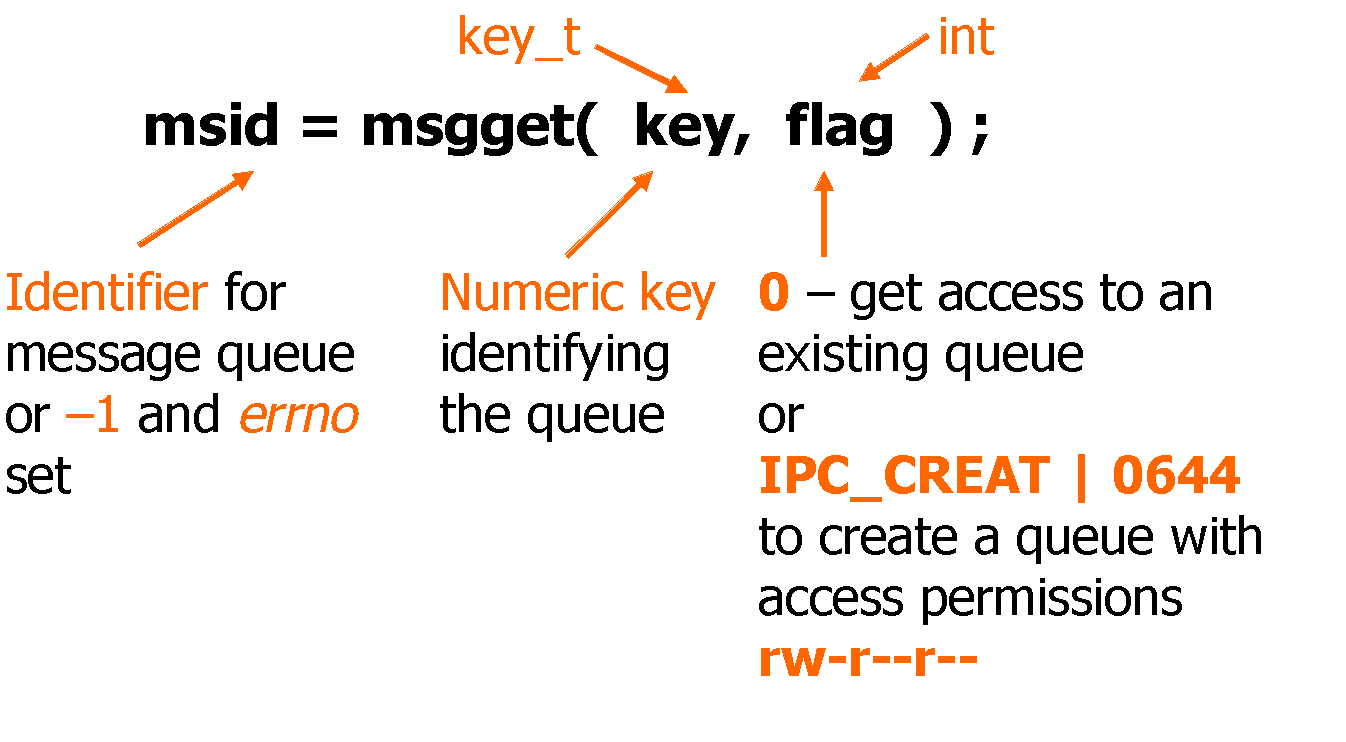 key_t int
msid = msgget( key, flag ) ;
Identifier for
message queue
or –1 and errno
set
Numeric key
identifying
the queue
0 – get access to an
existing queue
or
IPC_CREAT | 0644
to create a queue with
access permissions
rw-r--r--